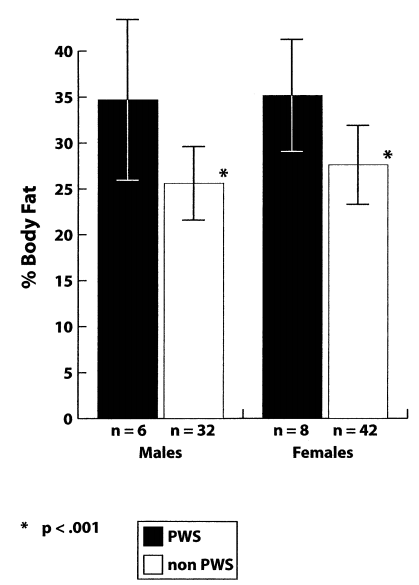 % Body Fat
40
35
30
25
20
15
10
5
0
*
*
n = 6 n = 32 n = 8 n = 42
Males Females
* p < .001
PWS
non PWS